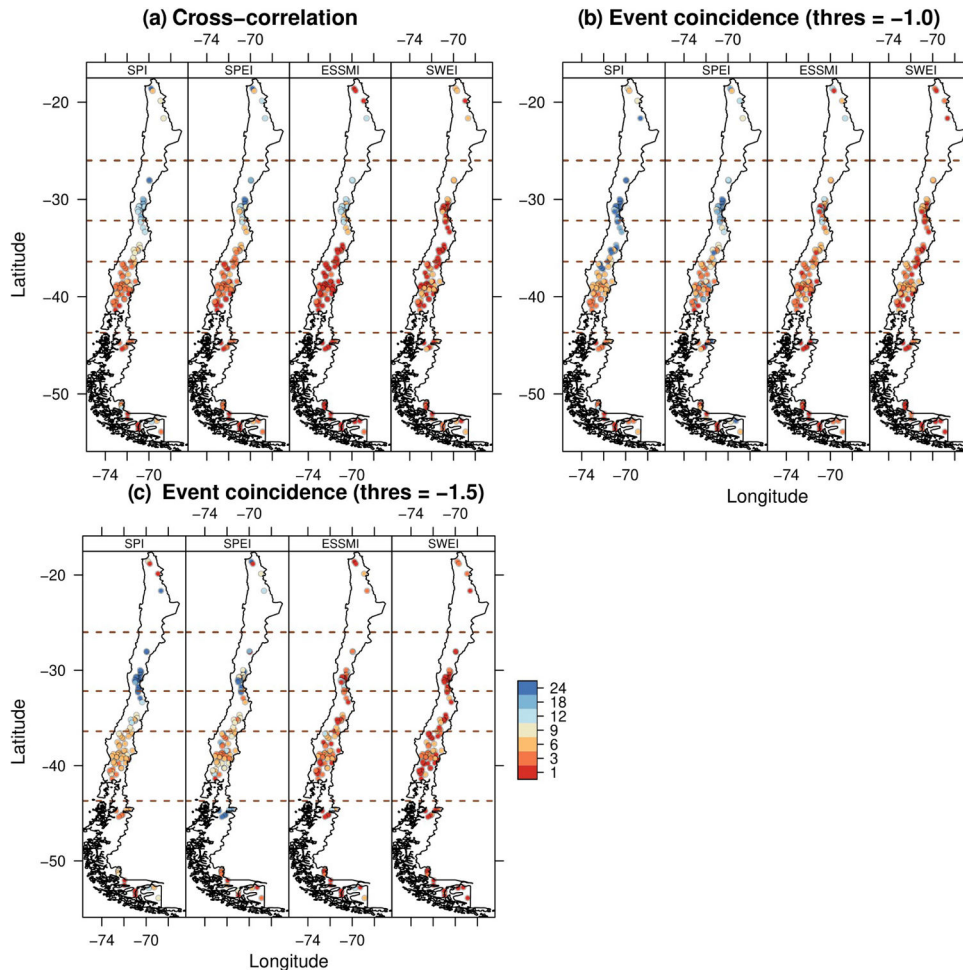 (a) Cross−correlation
−74 −70 −74 −70
SPI SPEI ESSMI SWEI
−20
−30
−40
−50
Latitude
−74 −70 −74 −70
(b) Event coincidence (thres = −1.0)
−74 −70 −74 −70
SPI SPEI ESSMI SWEI
−20
−30
−40
−50
Latitude
−74 −70 −74 −70
Longitude
(c) Event coincidence (thres = −1.5)
−74 −70 −74 −70
SPI SPEI ESSMI SWEI
−20
−30
−40
−50
Latitude
−74 −70 −74 −70
Longitude
24
18
12
9
6
3
1